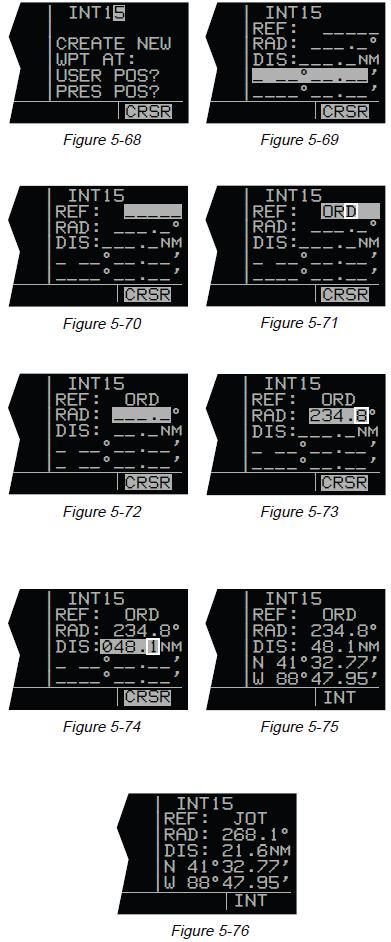 INT15
CREATE NEW
WPT AT:
USER POS?
PRES POS?
CRSR
Figure 5-68
INT15
REF: _____
RAD: ___._°
DIS:___._NM
_ __°__.__'
____°__.__'
CRSR
Figure 5-69
INT15
REF: _____
RAD: ___._°
DIS:___._NM
_ __°__.__'
____°__.__'
CRSR
Figure 5-70
INT15
REF: ORD
RAD: ___._°
DIS:___._NM
_ __°__.__'
____°__.__'
CRSR
Figure 5-71
INT15
REF: ORD
RAD: ___._°
DIS:___._NM
_ __°__.__'
____°__.__'
CRSR
Figure 5-72
INT15
REF: ORD
RAD: 234.8°
DIS:___._NM
_ __°__.__'
____°__.__'
CRSR
Figure 5-73
INT15
REF: ORD
RAD: 234.8°
DIS:048.1NM
_ __°__.__'
____°__.__'
CRSR
Figure 5-74
INT15
REF: ORD
RAD: 234.8°
DIS: 48.1NM
N 41°32.77'
W 88°47.95'
INT
Figure 5-75
INT15
REF: JOT
RAD: 268.1°
DIS: 21.6NM
N 41°32.77'
W 88°47.95'
INT
Figure 5-76